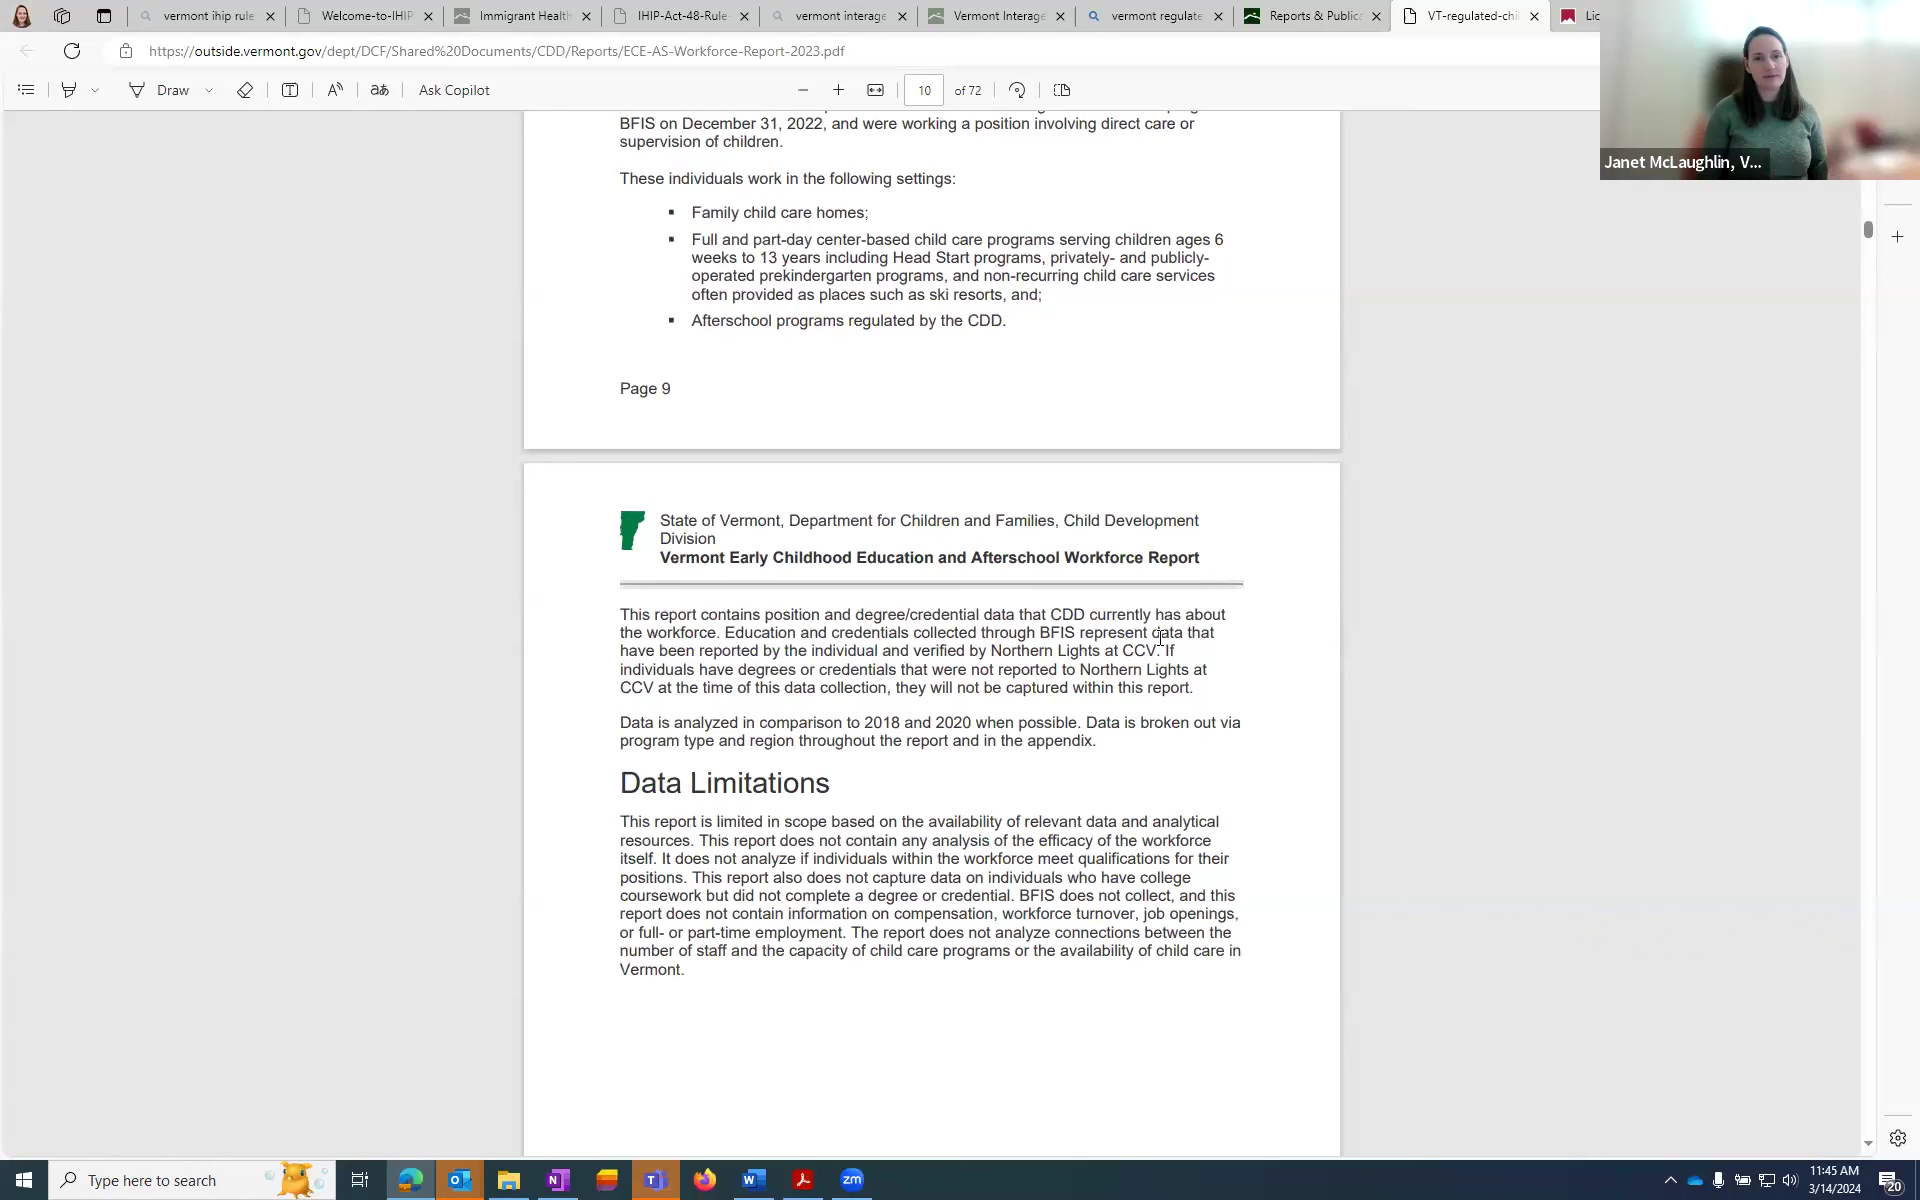 vermont ihip rule
Welcome-to-IHIP
Immigrant Health
IHIP-Act-48-Rule
vermont interage
Vermont Interage
vermont regulate
Reports & Publica
VT-regulated-chi
Lic
https://outside.vermont.gov/dept/DCF/Shared%20Documents/CDD/Reports/ECE-AS-Workforce-Report-2023.pdf
Draw
Ask Copilot
10 of 72
Janet McLaughlin, V...
BFIS on December 31, 2022, and were working a position involving direct care or
supervision of children.
These individuals work in the following settings:
▪ Family child care homes;
▪ Full and part-day center-based child care programs serving children ages 6
weeks to 13 years including Head Start programs, privately- and publicly-
operated prekindergarten programs, and non-recurring child care services
often provided as places such as ski resorts, and;
▪ Afterschool programs regulated by the CDD.
Page 9
State of Vermont, Department for Children and Families, Child Development
Division
Vermont Early Childhood Education and Afterschool Workforce Report
This report contains position and degree/credential data that CDD currently has about
the workforce. Education and credentials collected through BFIS represent data that
have been reported by the individual and verified by Northern Lights at CCV. If
individuals have degrees or credentials that were not reported to Northern Lights at
CCV at the time of this data collection, they will not be captured within this report.
Data is analyzed in comparison to 2018 and 2020 when possible. Data is broken out via
program type and region throughout the report and in the appendix.
Data Limitations
This report is limited in scope based on the availability of relevant data and analytical
resources. This report does not contain any analysis of the efficacy of the workforce
itself. It does not analyze if individuals within the workforce meet qualifications for their
positions. This report also does not capture data on individuals who have college
coursework but did not complete a degree or credential. BFIS does not collect, and this
report does not contain information on compensation, workforce turnover, job openings,
or full- or part-time employment. The report does not analyze connections between the
number of staff and the capacity of child care programs or the availability of child care in
Vermont.
Type here to search
zm
11:45 AM
3/14/2024
20